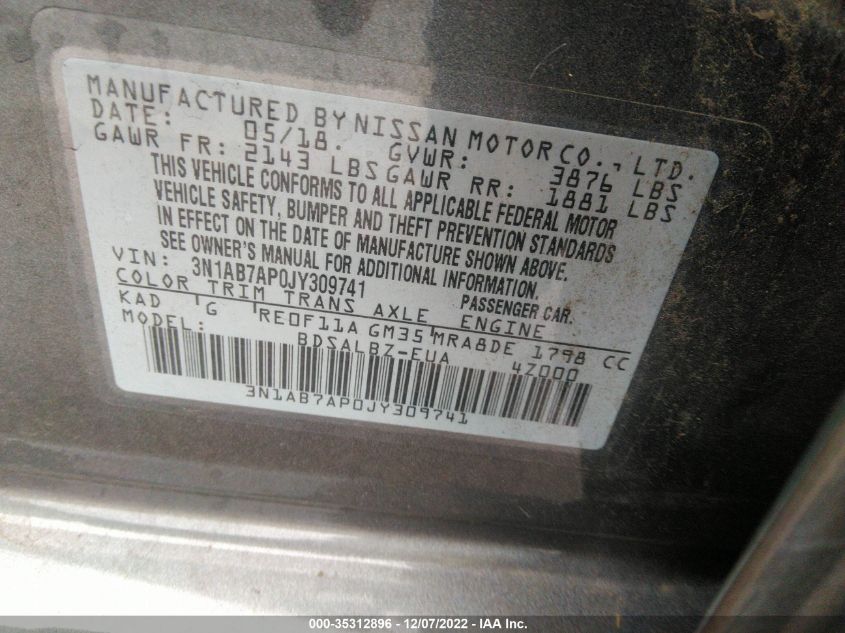 MANUFACTURED BY NISSAN MOTOR CO., LTD.
DATE: 05/18. GVWR: 3876 LBS
GAWR FR: 2143 LBS GAWR RR: 1881 LBS
THIS VEHICLE CONFORMS TO ALL APPLICABLE FEDERAL MOTOR
VEHICLE SAFETY, BUMPER AND THEFT PREVENTION STANDARDS
IN EFFECT ON THE DATE OF MANUFACTURE SHOWN ABOVE.
SEE OWNER'S MANUAL FOR ADDITIONAL INFORMATION.
VIN: 3N1AB7AP0JY309741 PASSENGER CAR.
COLOR TRIM TRANS AXLE ENGINE
KAD G RE0F11A GM35 MRA8DE 1798 CC
MODEL: BDSALBZ-EUA 4Z000
3N1AB7AP0JY309741
000-35312896 - 12/07/2022 - IAA Inc.